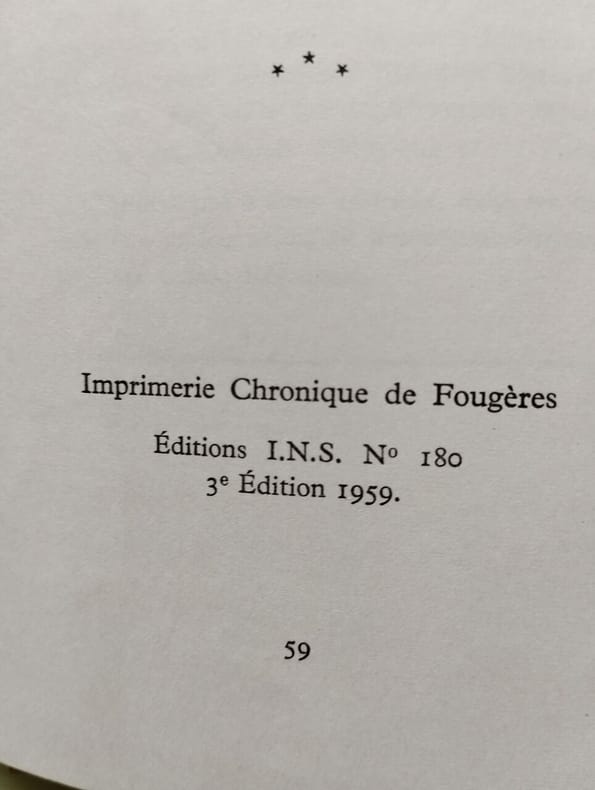 Imprimerie Chronique de Fougères
Éditions I.N.S. Nº 180
3ᵉ Édition 1959.
59